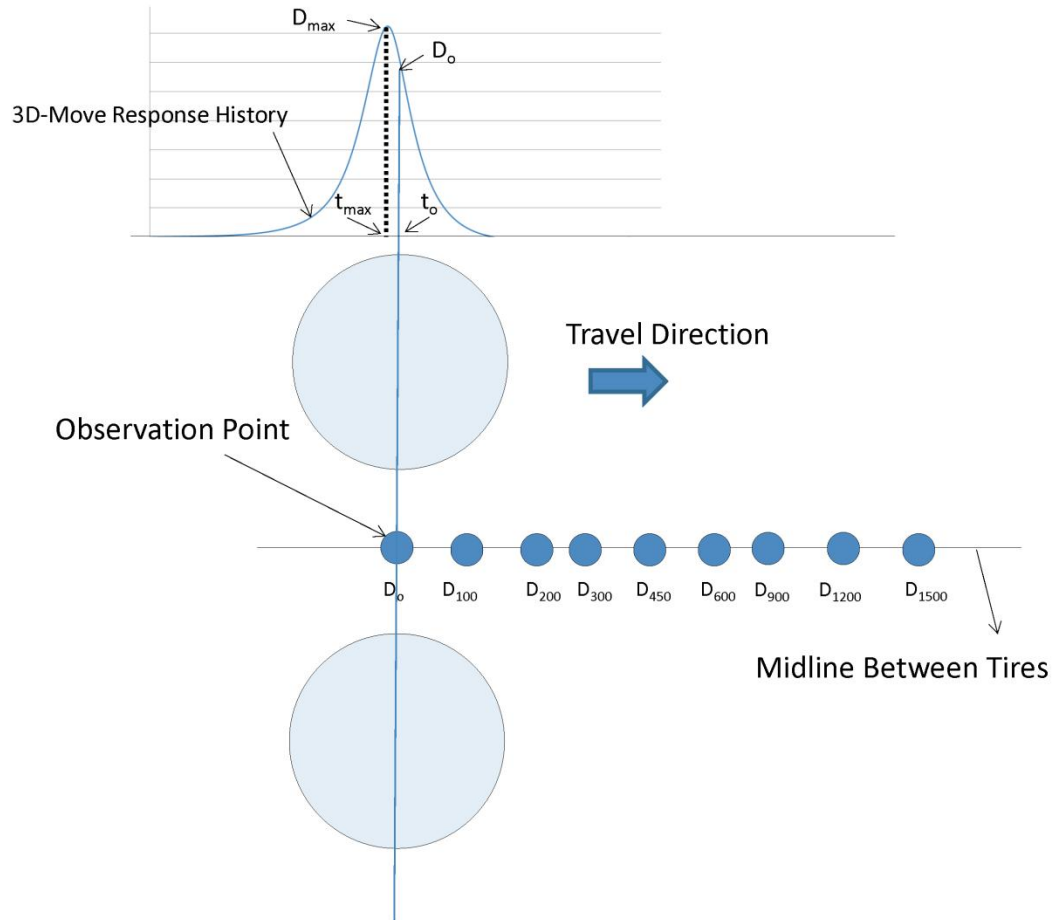 Dmax
Do
3D-Move Response History
tmax
to
Travel Direction
Observation Point
Do
D100
D200
D300
D450
D600
D900
D1200
D1500
Midline Between Tires